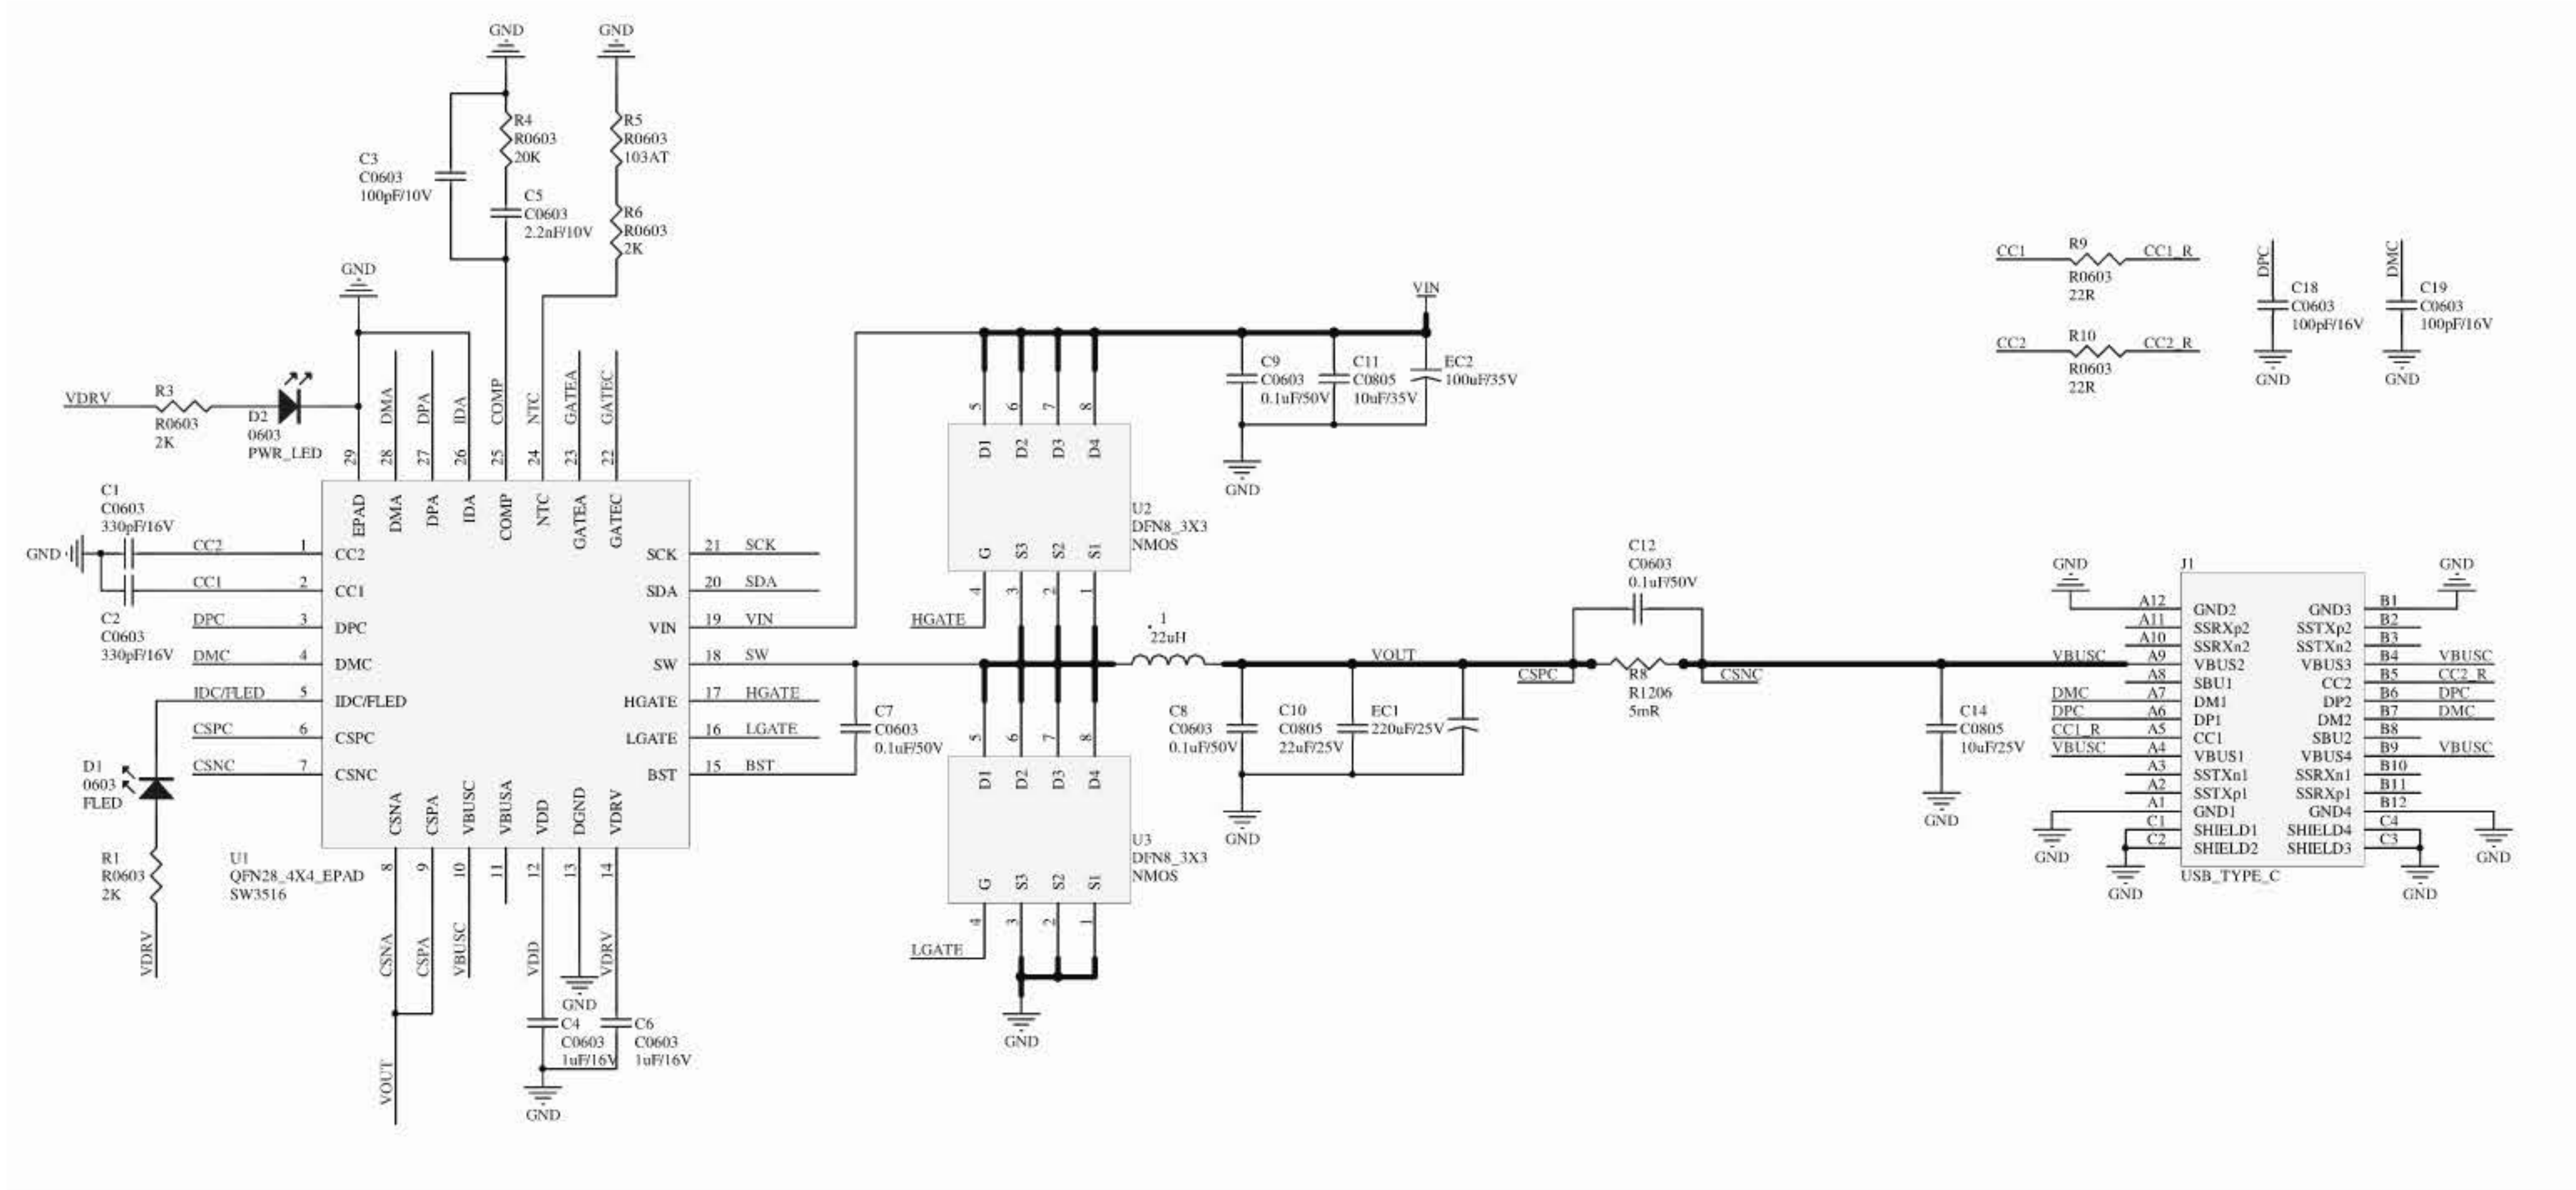 GND
GND
R4
R0603
20K
R5
R0603
103AT
C3
C0603
100pF/10V
C5
C0603
2.2nF/10V
R6
R0603
2K
GND
VDRV
R3
R0603
2K
D2
0603
PWR_LED
DMA
DPA
IDA
COMP
NTC
GATEA
GATEC
29
28
27
26
25
24
23
22
EPAD
DMA
DPA
IDA
COMP
NTC
GATEA
GATEC
C1
C0603
330pF/16V
GND
C2
C0603
330pF/16V
CC2 1 CC2
CC1 2 CC1
DPC 3 DPC
DMC 4 DMC
IDC/FLED 5 IDC/FLED
CSPC 6 CSPC
CSNC 7 CSNC
SCK 21 SCK
SDA 20 SDA
VIN 19 VIN
SW 18 SW
HGATE 17 HGATE
LGATE 16 LGATE
BST 15 BST
D1
0603
FLED
R1
R0603
2K
VDRV
U1
QFN28_4X4_EPAD
SW3516
CSNA
CSPA
VBUSC
VBUSA
VDD
DGND
VDRV
8
9
10
11
12
13
14
CSNA
CSPA
VBUSC
VDD
VDRV
GND
VOUT
C4
C0603
1uF/16V
C6
C0603
1uF/16V
GND
C7
C0603
0.1uF/50V
VIN
C9
C0603
0.1uF/50V
C11
C0805
10uF/35V
EC2
100uF/35V
GND
5
6
7
8
D1
D2
D3
D4
U2
DFN8_3X3
NMOS
G
S3
S2
S1
4
3
2
1
HGATE
1
22uH
VOUT
5
6
7
8
D1
D2
D3
D4
U3
DFN8_3X3
NMOS
G
S3
S2
S1
4
3
2
1
LGATE
GND
C8
C0603
0.1uF/50V
C10
C0805
22uF/25V
EC1
220uF/25V
GND
C12
C0603
0.1uF/50V
CSPC
CSNC
R8
R1206
5mR
C14
C0805
10uF/25V
GND
CC1
R9
CC1_R
R0603
22R
CC2
R10
CC2_R
R0603
22R
DPC
C18
C0603
100pF/16V
GND
DMC
C19
C0603
100pF/16V
GND
GND
J1
GND
A12 GND2 GND3 B1
A11 SSRXp2 SSTXp2 B2
A10 SSRXn2 SSTXn2 B3
VBUSC A9 VBUS2 VBUS3 B4 VBUSC
A8 SBU1 CC2 B5 CC2_R
DMC A7 DM1 DP2 B6 DPC
DPC A6 DP1 DM2 B7 DMC
CC1_R A5 CC1 SBU2 B8
VBUSC A4 VBUS1 VBUS4 B9 VBUSC
A3 SSTXn1 SSRXn1 B10
A2 SSTXp1 SSRXp1 B11
A1 GND1 GND4 B12
C1 SHIELD1 SHIELD4 C4
C2 SHIELD2 SHIELD3 C3
USB_TYPE_C
GND
GND
GND
GND